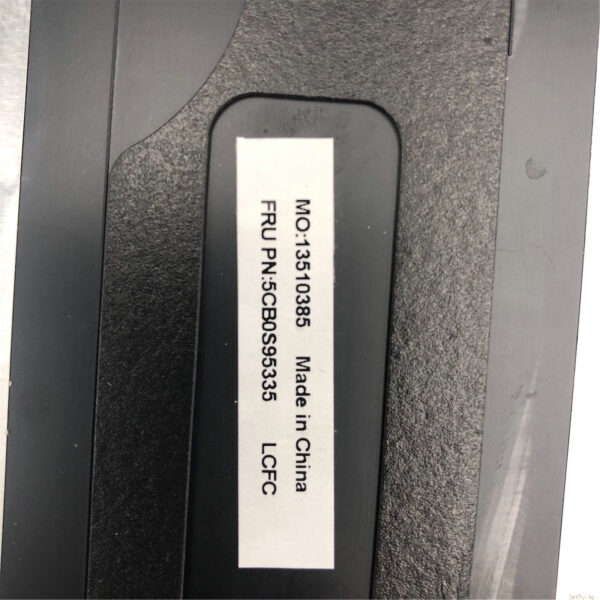 MO:13510385 Made in China
FRU PN:5CB0S95335 LCFC